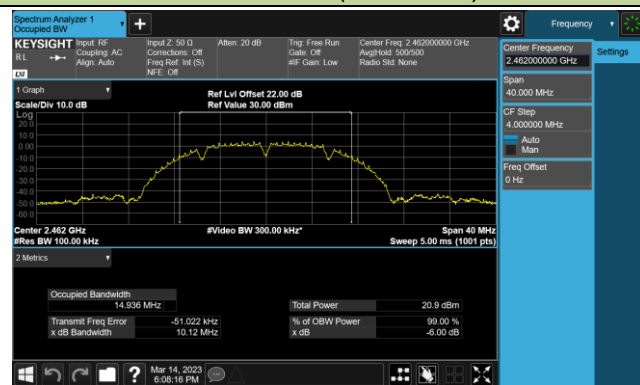 Spectrum Analyzer 1
Occupied BW
Frequency
KEYSIGHT
R L
LXI
Input: RF
Coupling: AC
Align: Auto
Input Z: 50 Ω
Corrections: Off
Freq Ref: Int (S)
NFE: Off
Atten: 20 dB
Trig: Free Run
Gate: Off
#IF Gain: Low
Center Freq: 2.462000000 GHz
Avg|Hold: 500/500
Radio Std: None
Center Frequency
2.462000000 GHz
Settings
Span
40.000 MHz
CF Step
4.000000 MHz
Auto
Man
Freq Offset
0 Hz
1 Graph
Scale/Div 10.0 dB
Ref Lvl Offset 22.00 dB
Ref Value 30.00 dBm
Log
20.0
10.0
0.00
-10.0
-20.0
-30.0
-40.0
-50.0
-60.0
Center 2.462 GHz
#Res BW 100.00 kHz
#Video BW 300.00 kHz*
Span 40 MHz
Sweep 5.00 ms (1001 pts)
2 Metrics
Occupied Bandwidth
14.936 MHz
Total Power 20.9 dBm
Transmit Freq Error -51.022 kHz
% of OBW Power 99.00 %
x dB Bandwidth 10.12 MHz
x dB -6.00 dB
?
Mar 14, 2023
6:08:16 PM